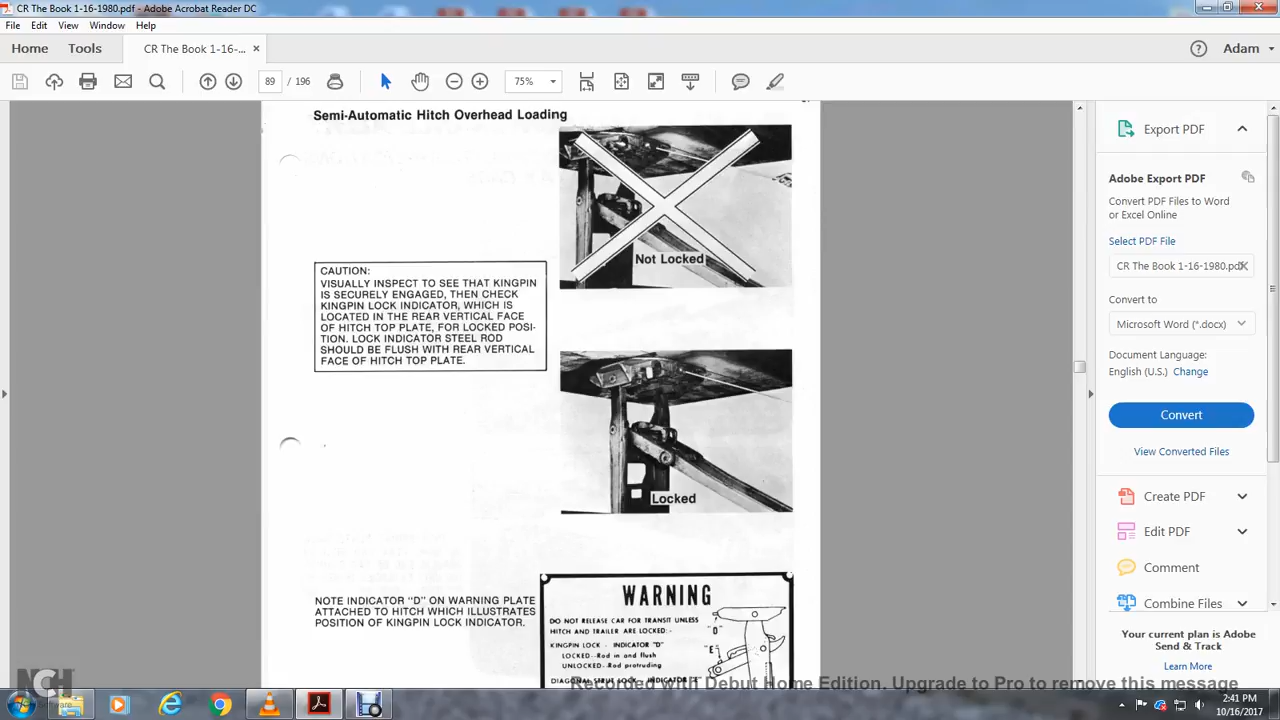 CR The Book 1-16-1980.pdf - Adobe Acrobat Reader DC
File Edit View Window Help
Home Tools CR The Book 1-16-... × Adam
89 / 196 75%
Semi-Automatic Hitch Overhead Loading
Not Locked
CAUTION:
VISUALLY INSPECT TO SEE THAT KINGPIN
IS SECURELY ENGAGED, THEN CHECK
KINGPIN LOCK INDICATOR, WHICH IS
LOCATED IN THE REAR VERTICAL FACE
OF HITCH TOP PLATE, FOR LOCKED POSI-
TION. LOCK INDICATOR STEEL ROD
SHOULD BE FLUSH WITH REAR VERTICAL
FACE OF HITCH TOP PLATE.
Locked
NOTE INDICATOR "D" ON WARNING PLATE
ATTACHED TO HITCH WHICH ILLUSTRATES
POSITION OF KINGPIN LOCK INDICATOR.
WARNING
DO NOT RELEASE CAR FOR TRANSIT UNLESS
HITCH AND TRAILER ARE LOCKED:-
KINGPIN LOCK - INDICATOR "D"
LOCKED--Rod in and flush
UNLOCKED--Rod protruding
"D"
"E"
Export PDF
Adobe Export PDF
Convert PDF Files to Word
or Excel Online
Select PDF File
CR The Book 1-16-1980.pdf
Convert to
Microsoft Word (*.docx)
Document Language:
English (U.S.) Change
Convert
View Converted Files
Create PDF
Edit PDF
Comment
Combine Files
Your current plan is Adobe
Send & Track
Learn More
NCH
Software
Recorded with Debut Home Edition. Upgrade to Pro to remove this message
2:41 PM
10/16/2017